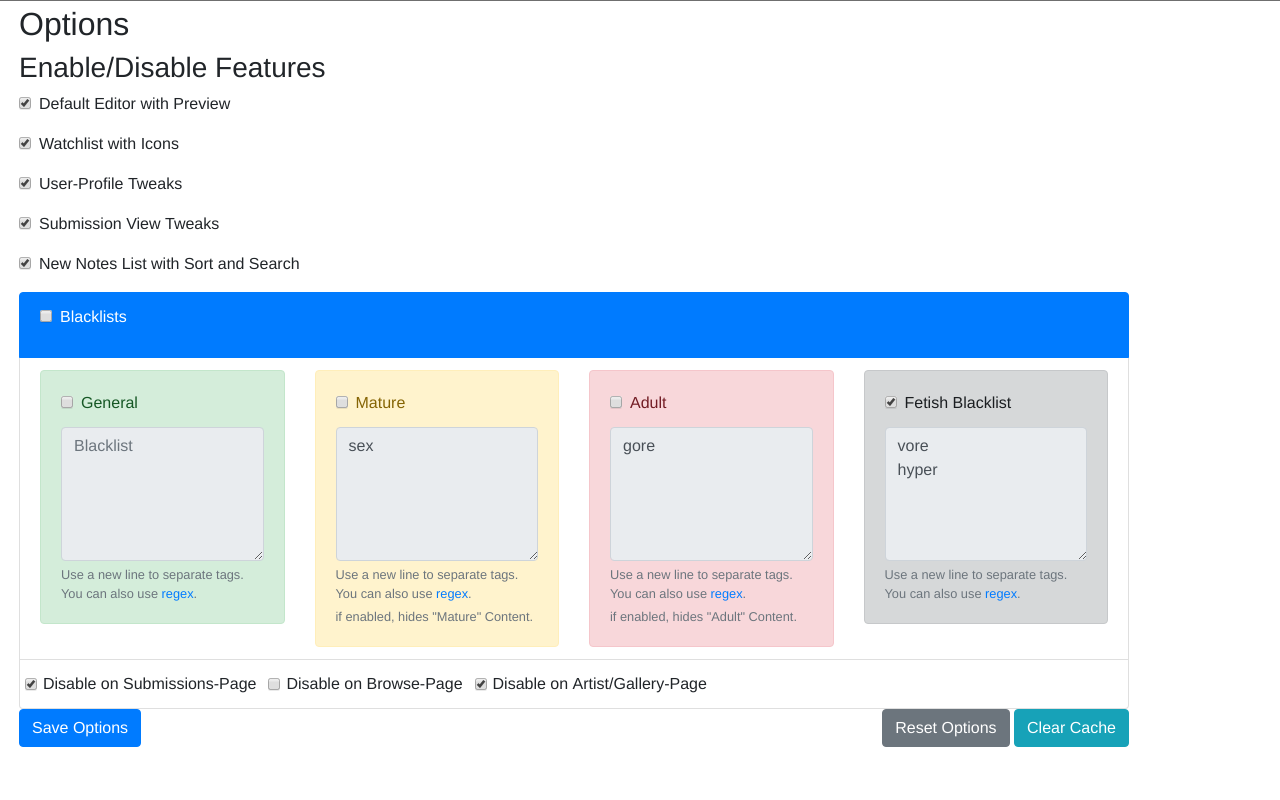 Options
Enable/Disable Features
Default Editor with Preview
Watchlist with Icons
User-Profile Tweaks
Submission View Tweaks
New Notes List with Sort and Search
Blacklists
General
Blacklist
Use a new line to separate tags.
You can also use regex.
Mature
sex
Use a new line to separate tags.
You can also use regex.
if enabled, hides "Mature" Content.
Adult
gore
Use a new line to separate tags.
You can also use regex.
if enabled, hides "Adult" Content.
Fetish Blacklist
vore
hyper
Use a new line to separate tags.
You can also use regex.
Disable on Submissions-Page Disable on Browse-Page Disable on Artist/Gallery-Page
Save Options Reset Options Clear Cache